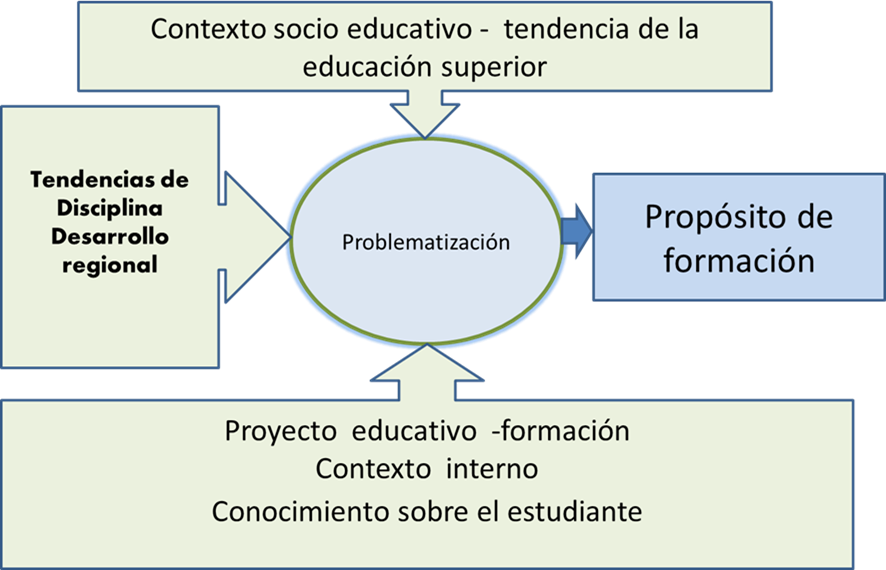 Contexto socio educativo - tendencia de la
educación superior
Tendencias de
Disciplina
Desarrollo
regional
Problematización
Propósito de
formación
Proyecto educativo -formación
Contexto interno
Conocimiento sobre el estudiante